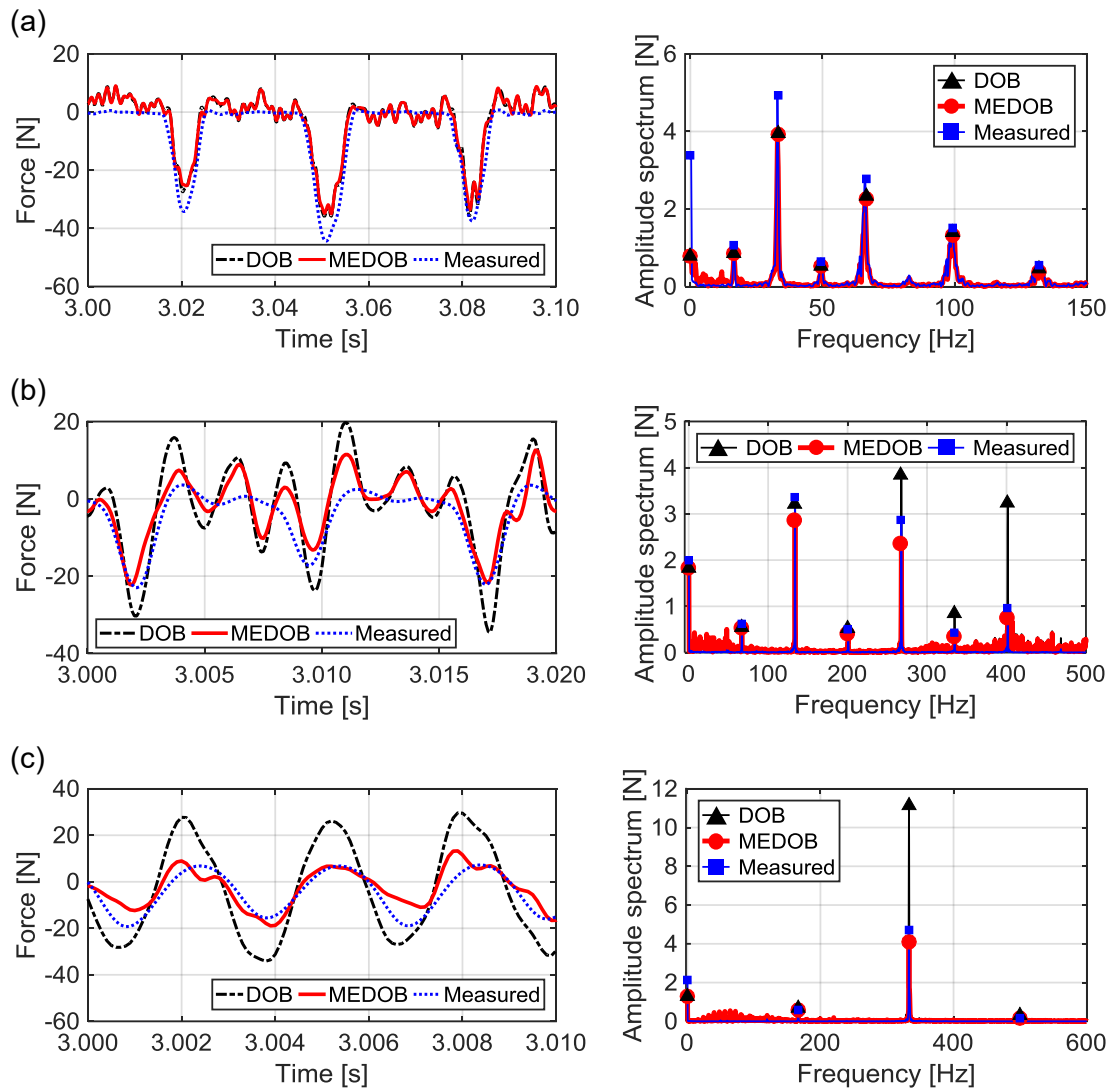 (a)
20
0
-20
-40
-60
Force [N]
DOB MEDOB Measured
3.00 3.02 3.04 3.06 3.08 3.10
Time [s]
6
4
2
0
Amplitude spectrum [N]
DOB
MEDOB
Measured
0 50 100 150
Frequency [Hz]
(b)
20
0
-20
-40
Force [N]
DOB MEDOB Measured
3.000 3.005 3.010 3.015 3.020
Time [s]
5
4
3
2
1
0
Amplitude spectrum [N]
DOB MEDOB Measured
0 100 200 300 400 500
Frequency [Hz]
(c)
40
20
0
-20
-40
-60
Force [N]
DOB MEDOB Measured
3.000 3.002 3.004 3.006 3.008 3.010
Time [s]
12
10
8
6
4
2
0
Amplitude spectrum [N]
DOB
MEDOB
Measured
0 200 400 600
Frequency [Hz]